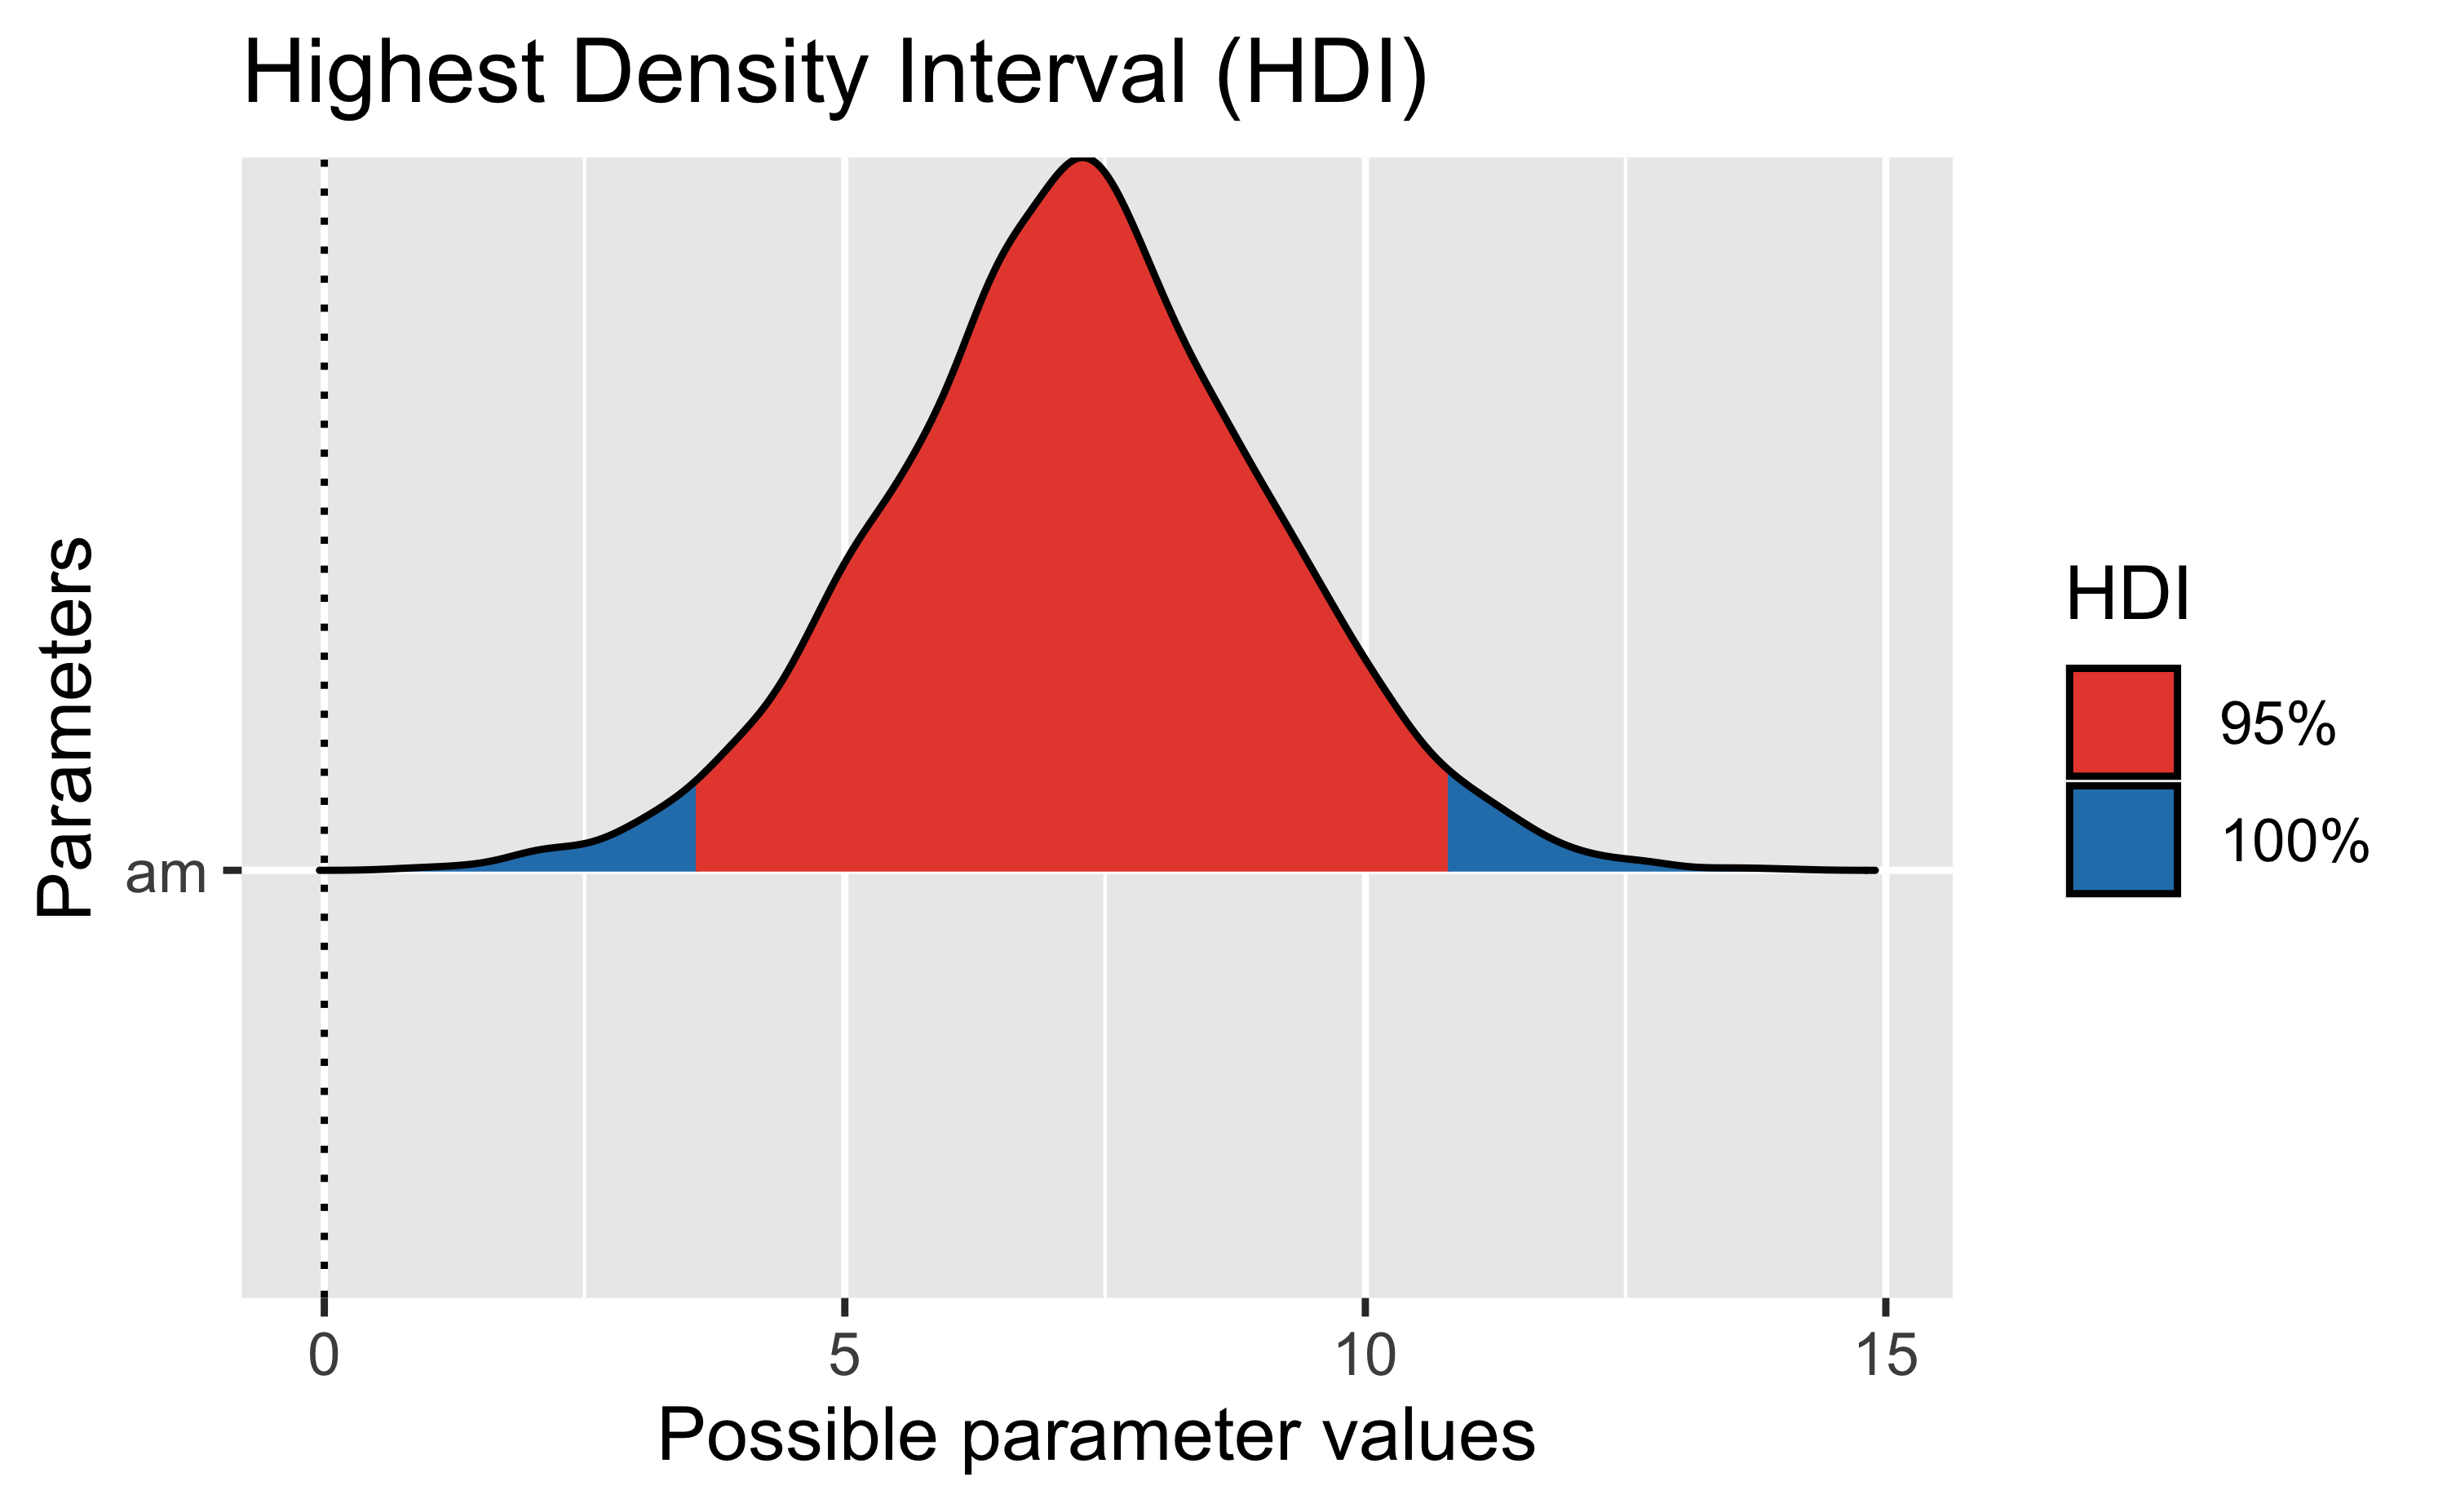 Highest Density Interval (HDI)
Parameters
am
0
5
10
15
Possible parameter values
HDI
95%
100%